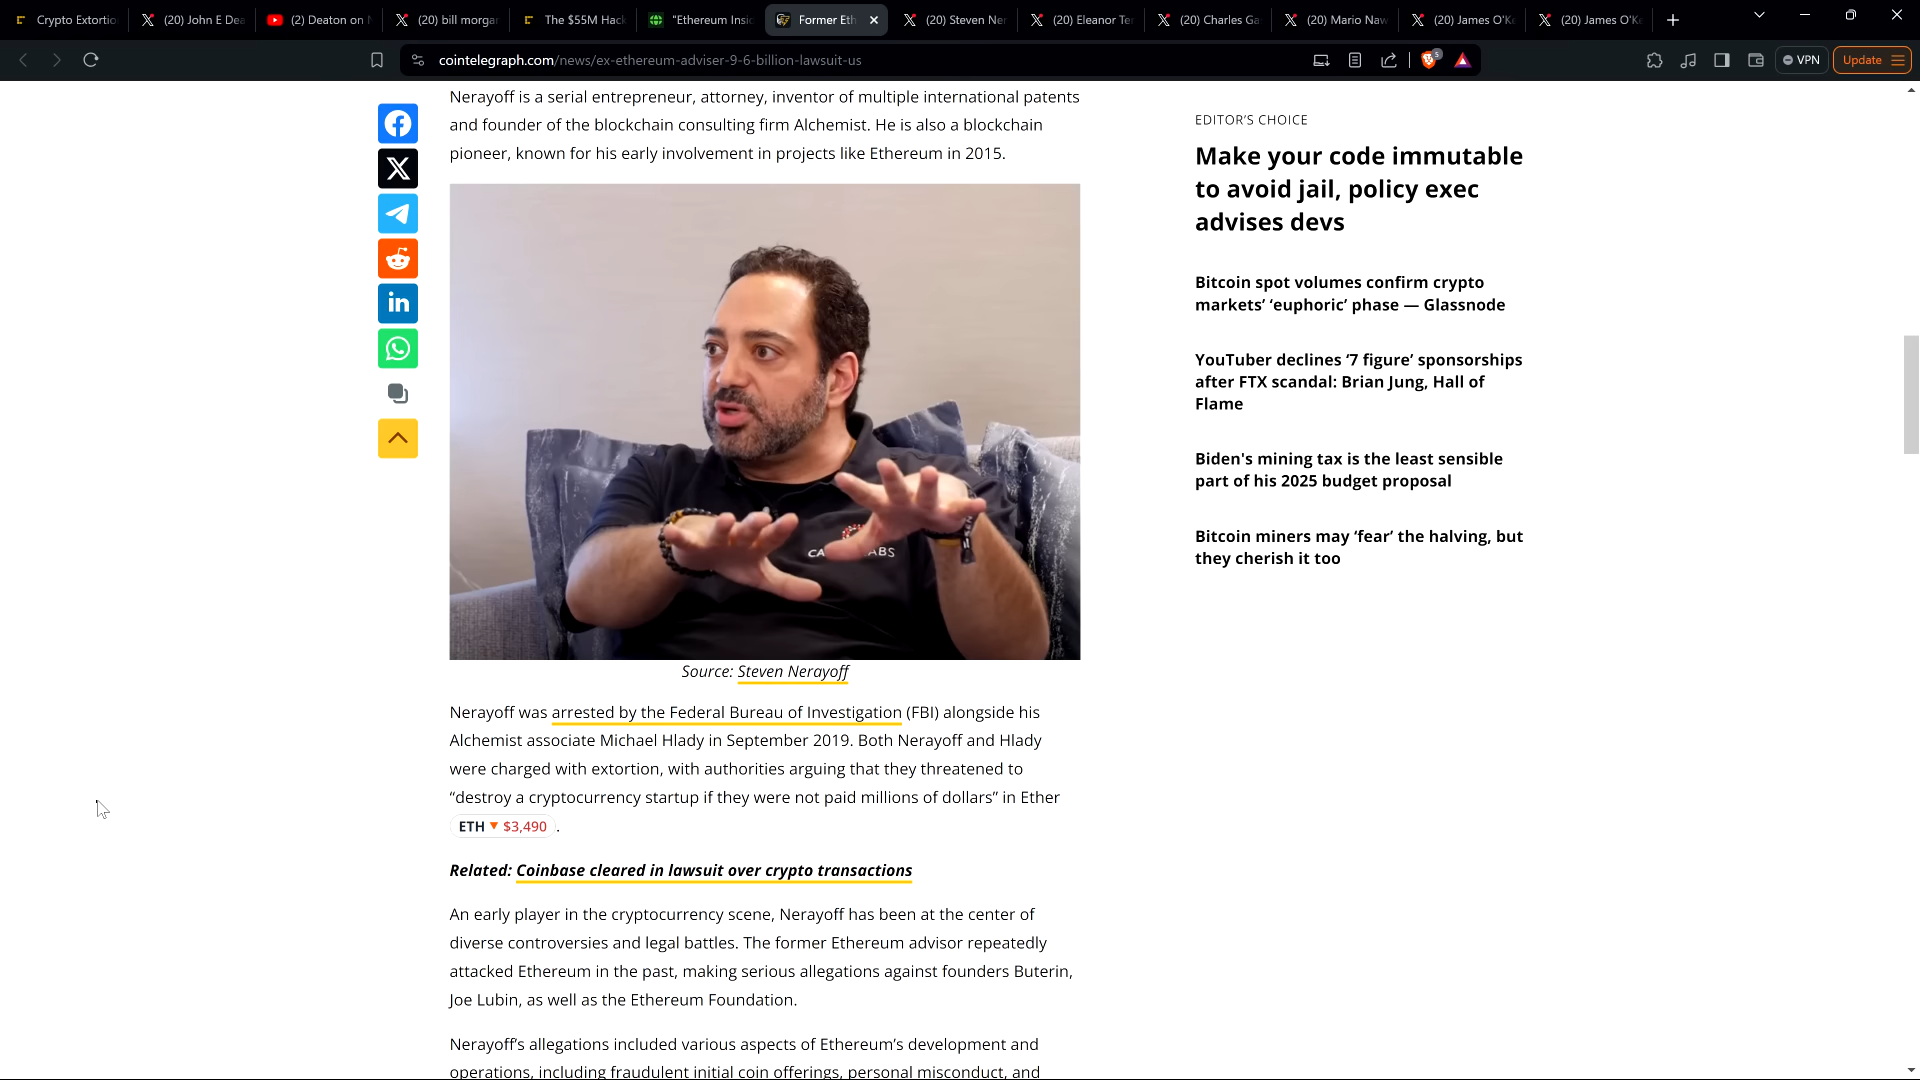 Crypto Extortio
(20) John E Dea
(2) Deaton on N
(20) bill morgar
The $55M Hack
"Ethereum Insid
Former Eth
(20) Steven Ner
(20) Eleanor Ter
(20) Charles Ga
(20) Mario Naw
(20) James O'Ke
(20) James O'Ke
cointelegraph.com/news/ex-ethereum-adviser-9-6-billion-lawsuit-us
5
VPN
Update
Nerayoff is a serial entrepreneur, attorney, inventor of multiple international patents
and founder of the blockchain consulting firm Alchemist. He is also a blockchain
pioneer, known for his early involvement in projects like Ethereum in 2015.
Source: Steven Nerayoff
Nerayoff was arrested by the Federal Bureau of Investigation (FBI) alongside his
Alchemist associate Michael Hlady in September 2019. Both Nerayoff and Hlady
were charged with extortion, with authorities arguing that they threatened to
“destroy a cryptocurrency startup if they were not paid millions of dollars” in Ether
ETH ▼ $3,490 .
Related: Coinbase cleared in lawsuit over crypto transactions
An early player in the cryptocurrency scene, Nerayoff has been at the center of
diverse controversies and legal battles. The former Ethereum advisor repeatedly
attacked Ethereum in the past, making serious allegations against founders Buterin,
Joe Lubin, as well as the Ethereum Foundation.
Nerayoff’s allegations included various aspects of Ethereum’s development and
operations, including fraudulent initial coin offerings, personal misconduct, and
EDITOR’S CHOICE
Make your code immutable
to avoid jail, policy exec
advises devs
Bitcoin spot volumes confirm crypto
markets’ ‘euphoric’ phase — Glassnode
YouTuber declines ‘7 figure’ sponsorships
after FTX scandal: Brian Jung, Hall of
Flame
Biden's mining tax is the least sensible
part of his 2025 budget proposal
Bitcoin miners may ‘fear’ the halving, but
they cherish it too